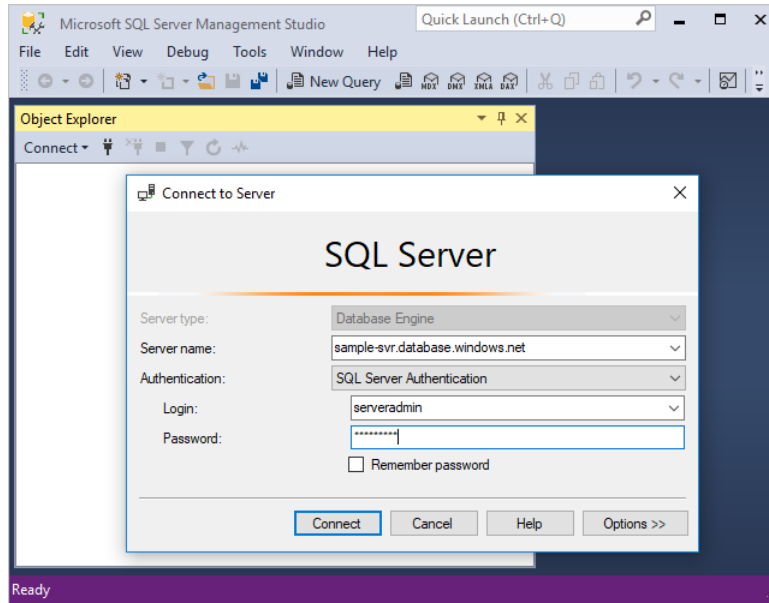 Microsoft SQL Server Management Studio
Quick Launch (Ctrl+Q)
File Edit View Debug Tools Window Help
New Query MDX DMX XMLA DAX
Object Explorer
Connect
Connect to Server
SQL Server
Server type: Database Engine
Server name: sample-svr.database.windows.net
Authentication: SQL Server Authentication
Login: serveradmin
Password: *********
Remember password
Connect Cancel Help Options >>
Ready